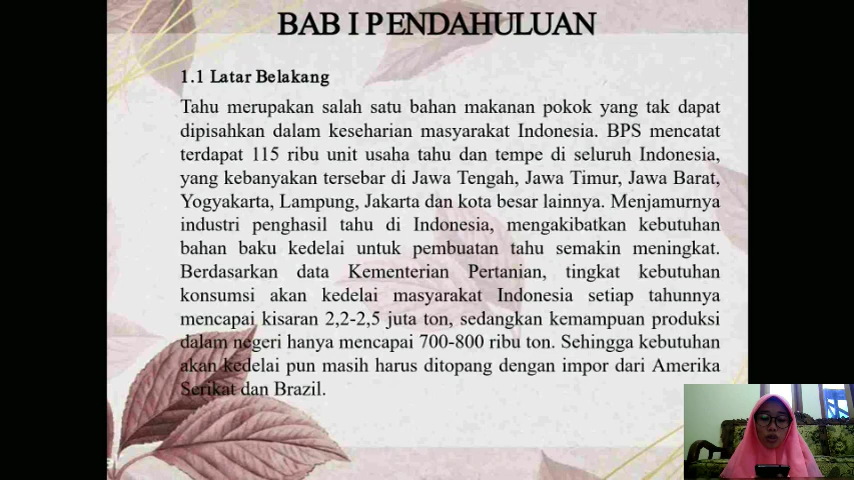 BAB I PENDAHULUAN
1.1 Latar Belakang
Tahu merupakan salah satu bahan makanan pokok yang tak dapat
dipisahkan dalam keseharian masyarakat Indonesia. BPS mencatat
terdapat 115 ribu unit usaha tahu dan tempe di seluruh Indonesia,
yang kebanyakan tersebar di Jawa Tengah, Jawa Timur, Jawa Barat,
Yogyakarta, Lampung, Jakarta dan kota besar lainnya. Menjamurnya
industri penghasil tahu di Indonesia, mengakibatkan kebutuhan
bahan baku kedelai untuk pembuatan tahu semakin meningkat.
Berdasarkan data Kementerian Pertanian, tingkat kebutuhan
konsumsi akan kedelai masyarakat Indonesia setiap tahunnya
mencapai kisaran 2,2-2,5 juta ton, sedangkan kemampuan produksi
dalam negeri hanya mencapai 700-800 ribu ton. Sehingga kebutuhan
akan kedelai pun masih harus ditopang dengan impor dari Amerika
Serikat dan Brazil.